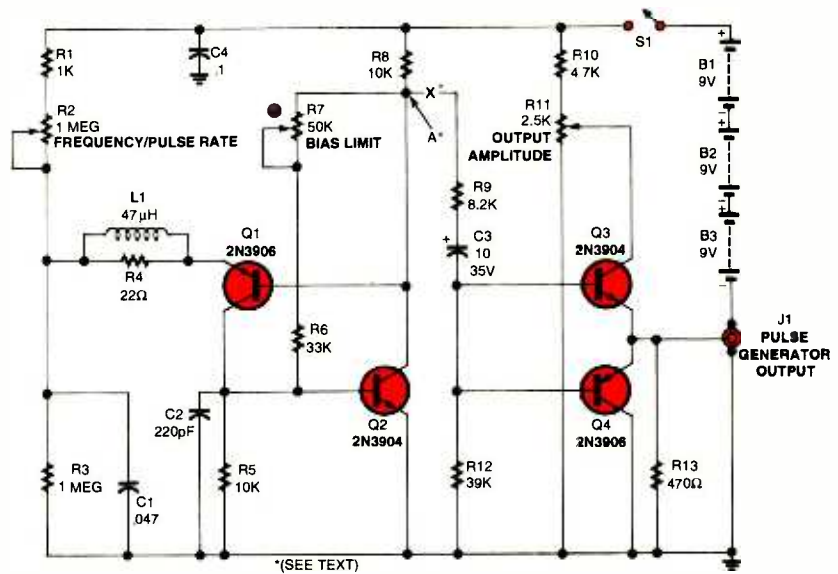 R1
1K
C4
.1
R8
10K
R10
4.7K
S1
+
B1
9V
-
+
B2
9V
-
+
B3
9V
-
R2
1 MEG
FREQUENCY/PULSE RATE
R7
50K
BIAS LIMIT
X*
A*
R11
2.5K
OUTPUT
AMPLITUDE
L1
47µH
R4
22Ω
Q1
2N3906
R9
8.2K
+
C3
10
35V
Q3
2N3904
J1
PULSE
GENERATOR
OUTPUT
R6
33K
C2
220pF
Q2
2N3904
Q4
2N3906
R3
1 MEG
C1
.047
R5
10K
R12
39K
R13
470Ω
*(SEE TEXT)